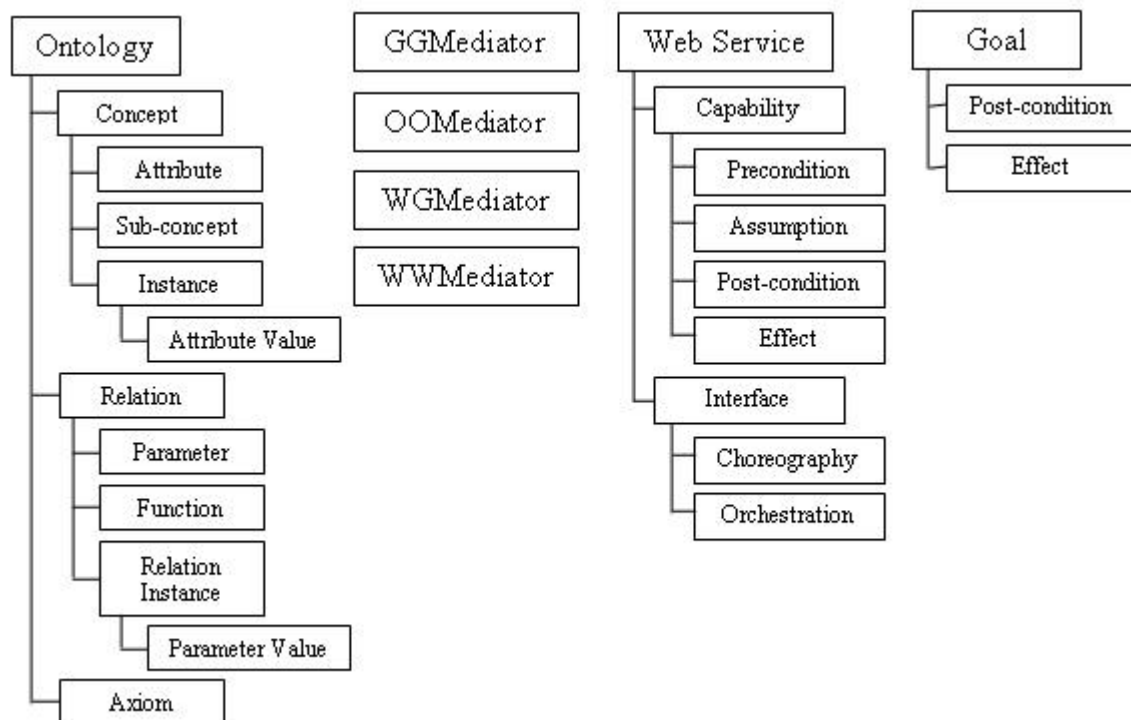 Ontology
Concept
Attribute
Sub-concept
Instance
Attribute Value
Relation
Parameter
Function
Relation
Instance
Parameter Value
Axiom
GGMediator
OOMediator
WGMediator
WWMediator
Web Service
Capability
Precondition
Assumption
Post-condition
Effect
Interface
Choreography
Orchestration
Goal
Post-condition
Effect